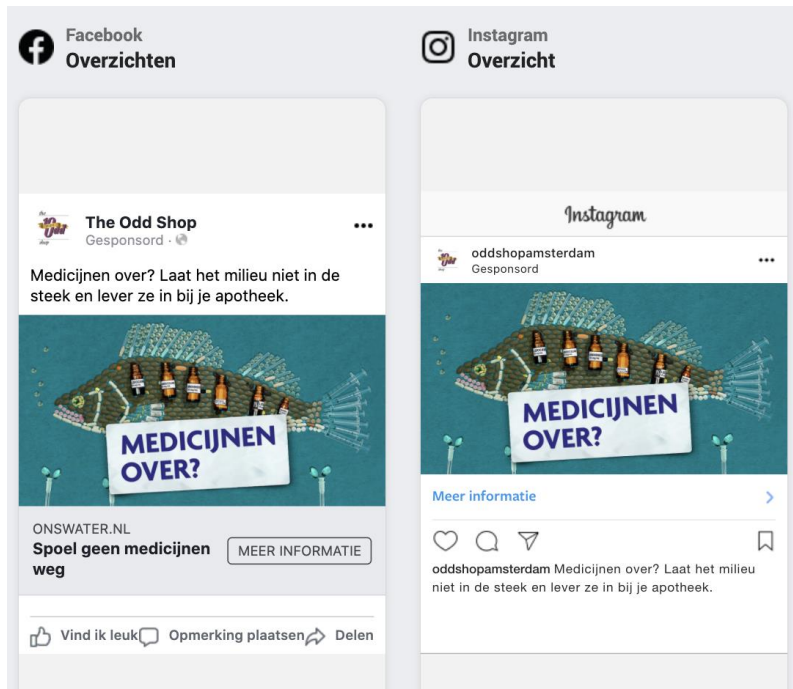 Facebook
Overzichten
The Odd Shop
Gesponsord ·
Medicijnen over? Laat het milieu niet in de
steek en lever ze in bij je apotheek.
MEDICIJNEN
OVER?
ONSWATER.NL
Spoel geen medicijnen
weg
MEER INFORMATIE
Vind ik leuk
Opmerking plaatsen
Delen
Instagram
Overzicht
Instagram
oddshopamsterdam
Gesponsord
MEDICIJNEN
OVER?
Meer informatie
oddshopamsterdam Medicijnen over? Laat het milieu
niet in de steek en lever ze in bij je apotheek.